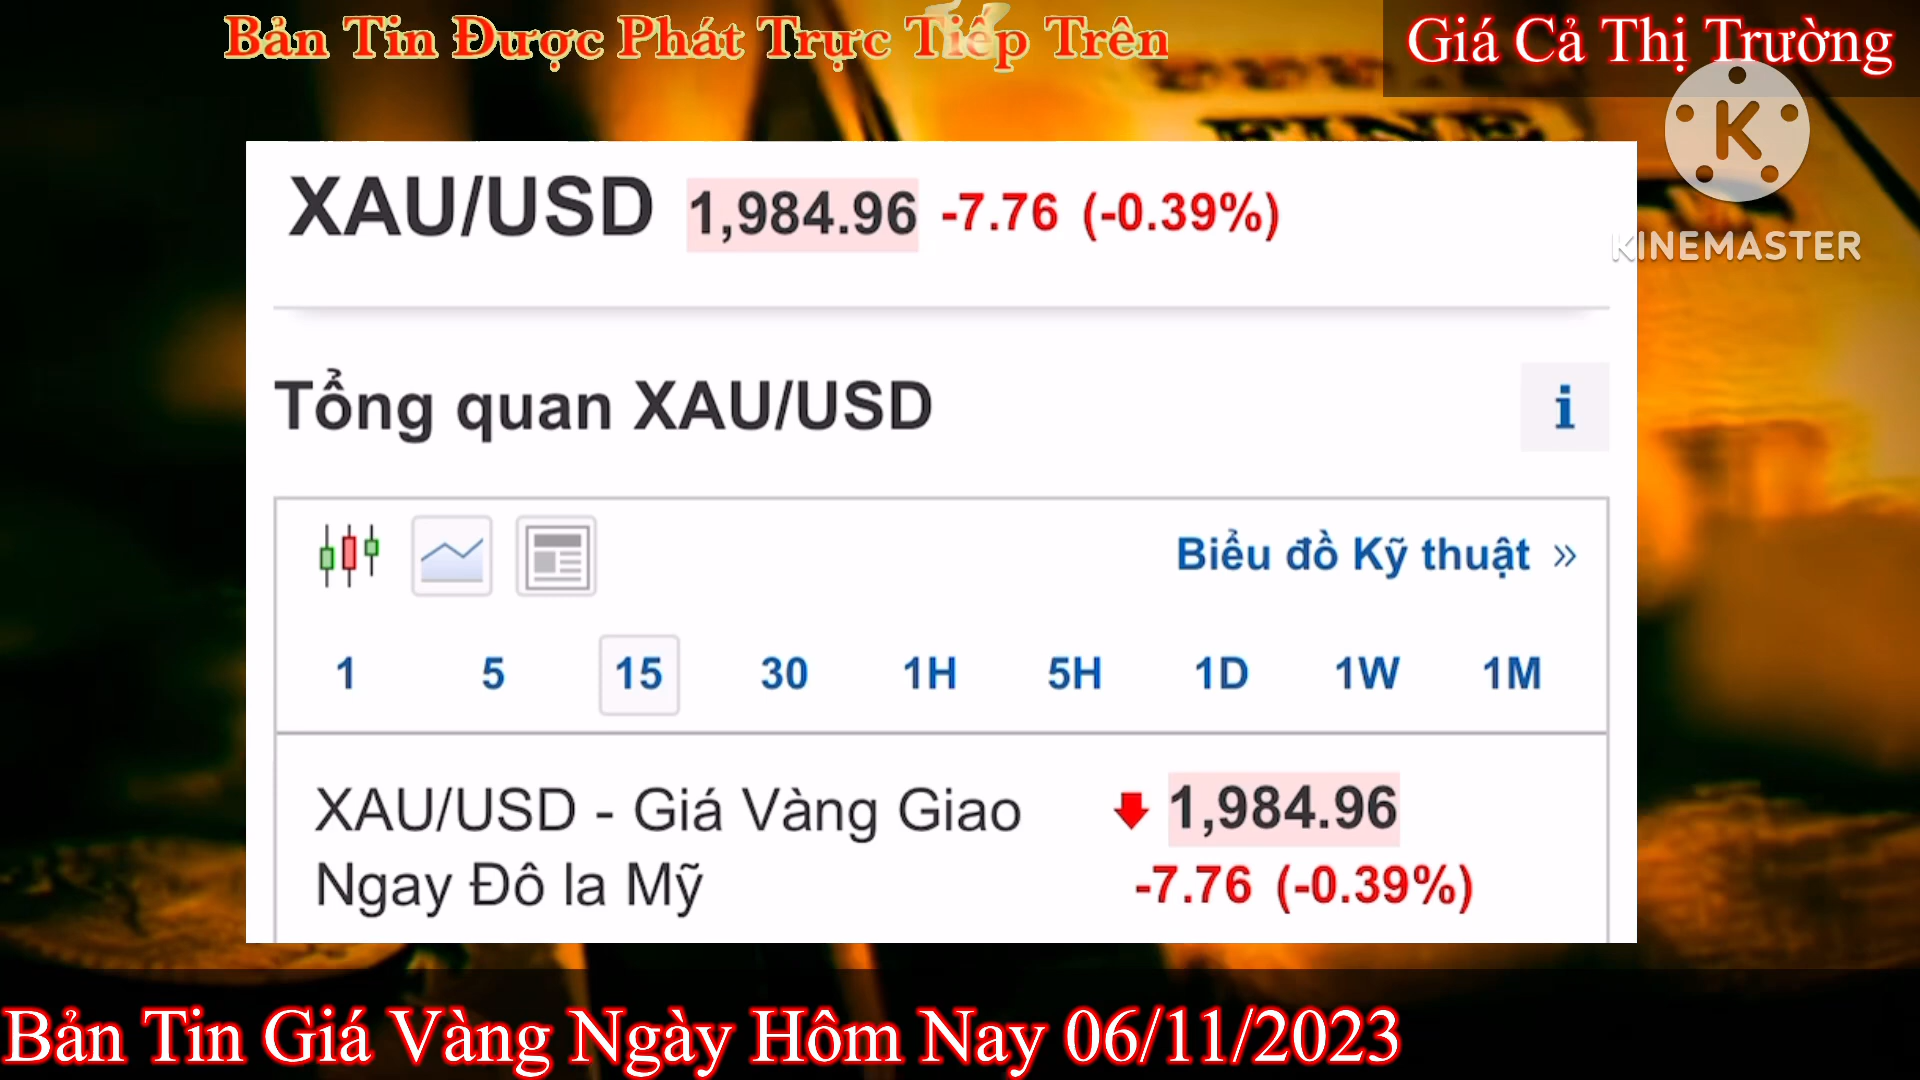 Bản Tin Được Phát Trực Tiếp Trên
Giá Cả Thị Trường
FINE
K
KINEMASTER
XAU/USD 1,984.96 -7.76 (-0.39%)
Tổng quan XAU/USD
i
Biểu đồ Kỹ thuật »
1 5 15 30 1H 5H 1D 1W 1M
XAU/USD - Giá Vàng Giao 1,984.96
Ngay Đô la Mỹ -7.76 (-0.39%)
Bản Tin Giá Vàng Ngày Hôm Nay 06/11/2023